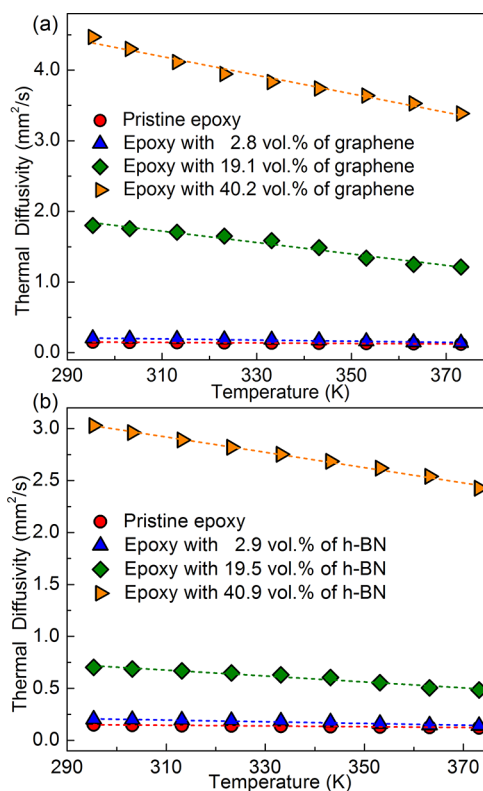 (a)
Thermal Diffusivity (mm²/s)
4.0
3.0
2.0
1.0
0.0
Pristine epoxy
Epoxy with 2.8 vol.% of graphene
Epoxy with 19.1 vol.% of graphene
Epoxy with 40.2 vol.% of graphene
290 310 330 350 370
Temperature (K)
(b)
Thermal Diffusivity (mm²/s)
3.0
2.5
2.0
1.5
1.0
0.5
0.0
Pristine epoxy
Epoxy with 2.9 vol.% of h-BN
Epoxy with 19.5 vol.% of h-BN
Epoxy with 40.9 vol.% of h-BN
290 310 330 350 370
Temperature (K)